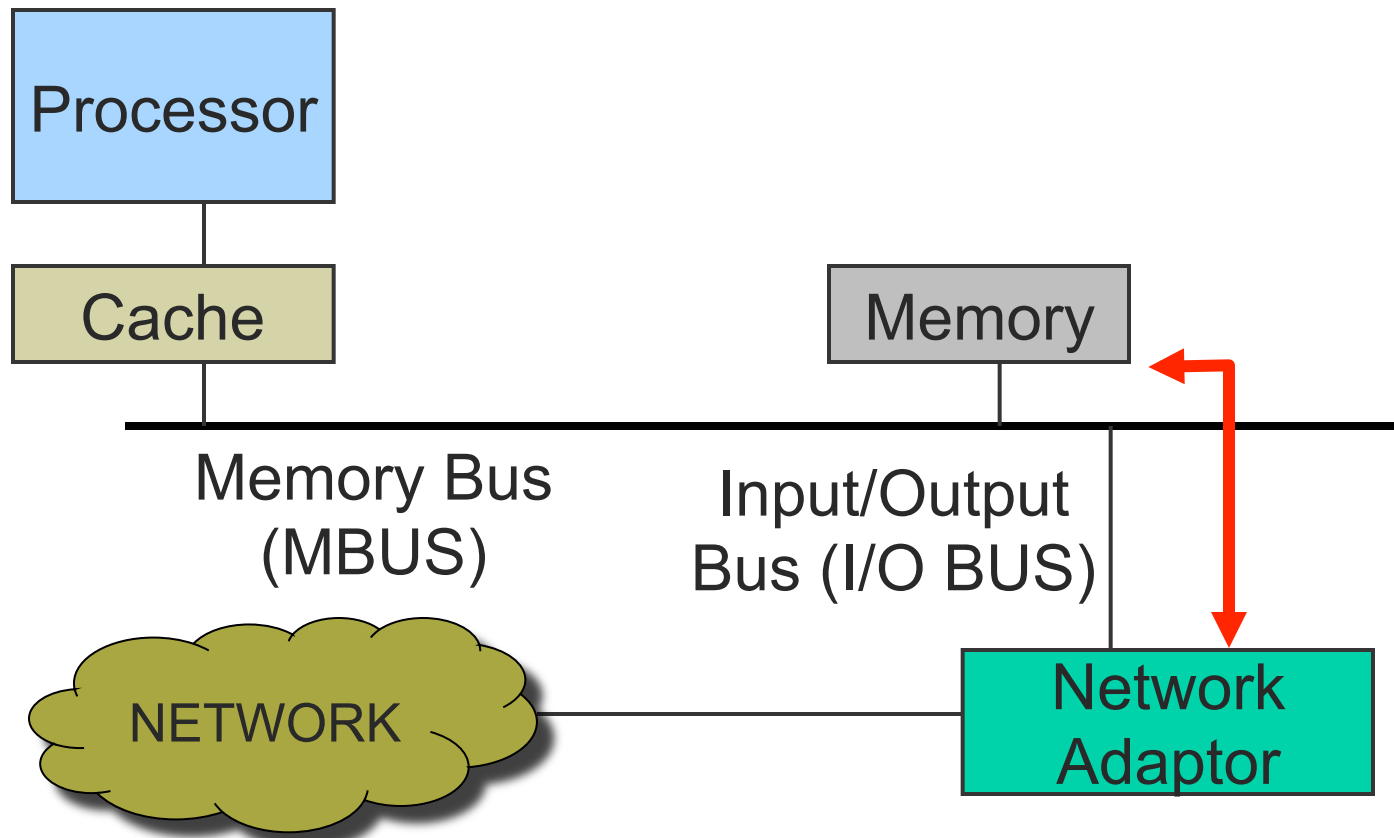 Processor
Cache
Memory
Memory Bus
(MBUS)
Input/Output
Bus (I/O BUS)
NETWORK
Network
Adaptor